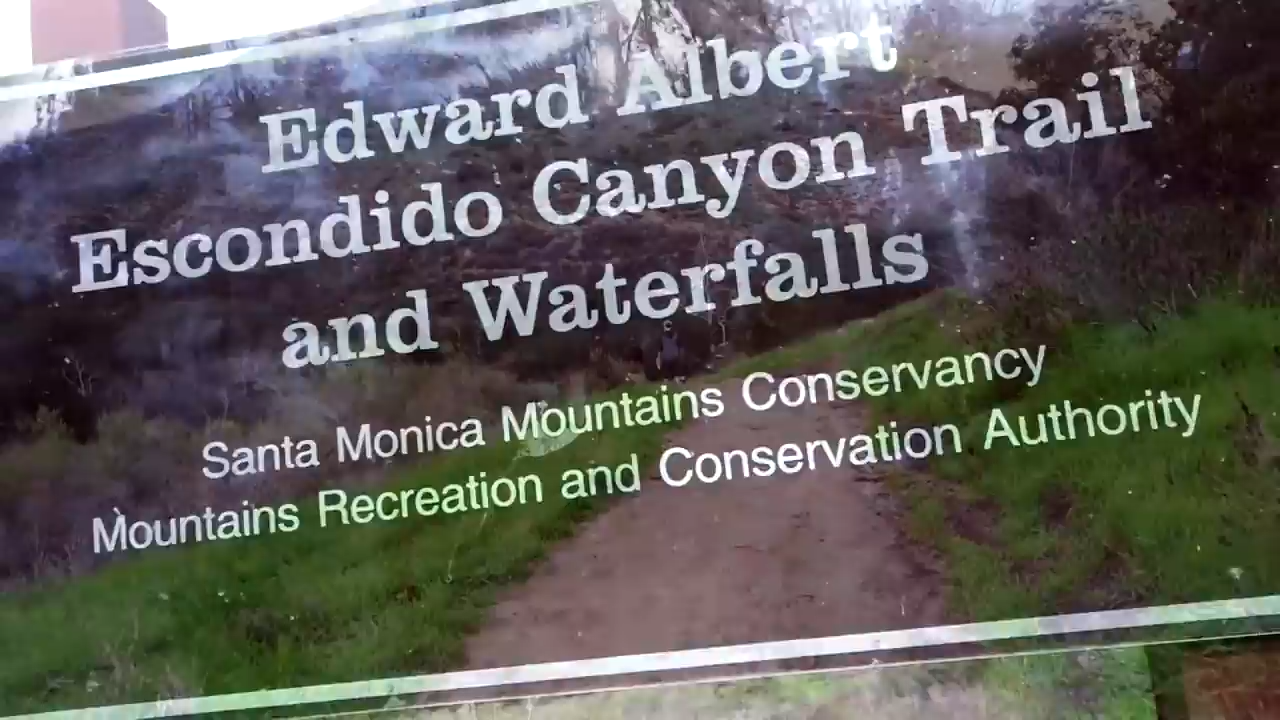 Edward Albert
Escondido Canyon Trail
and Waterfalls
Santa Monica Mountains Conservancy
Mountains Recreation and Conservation Authority